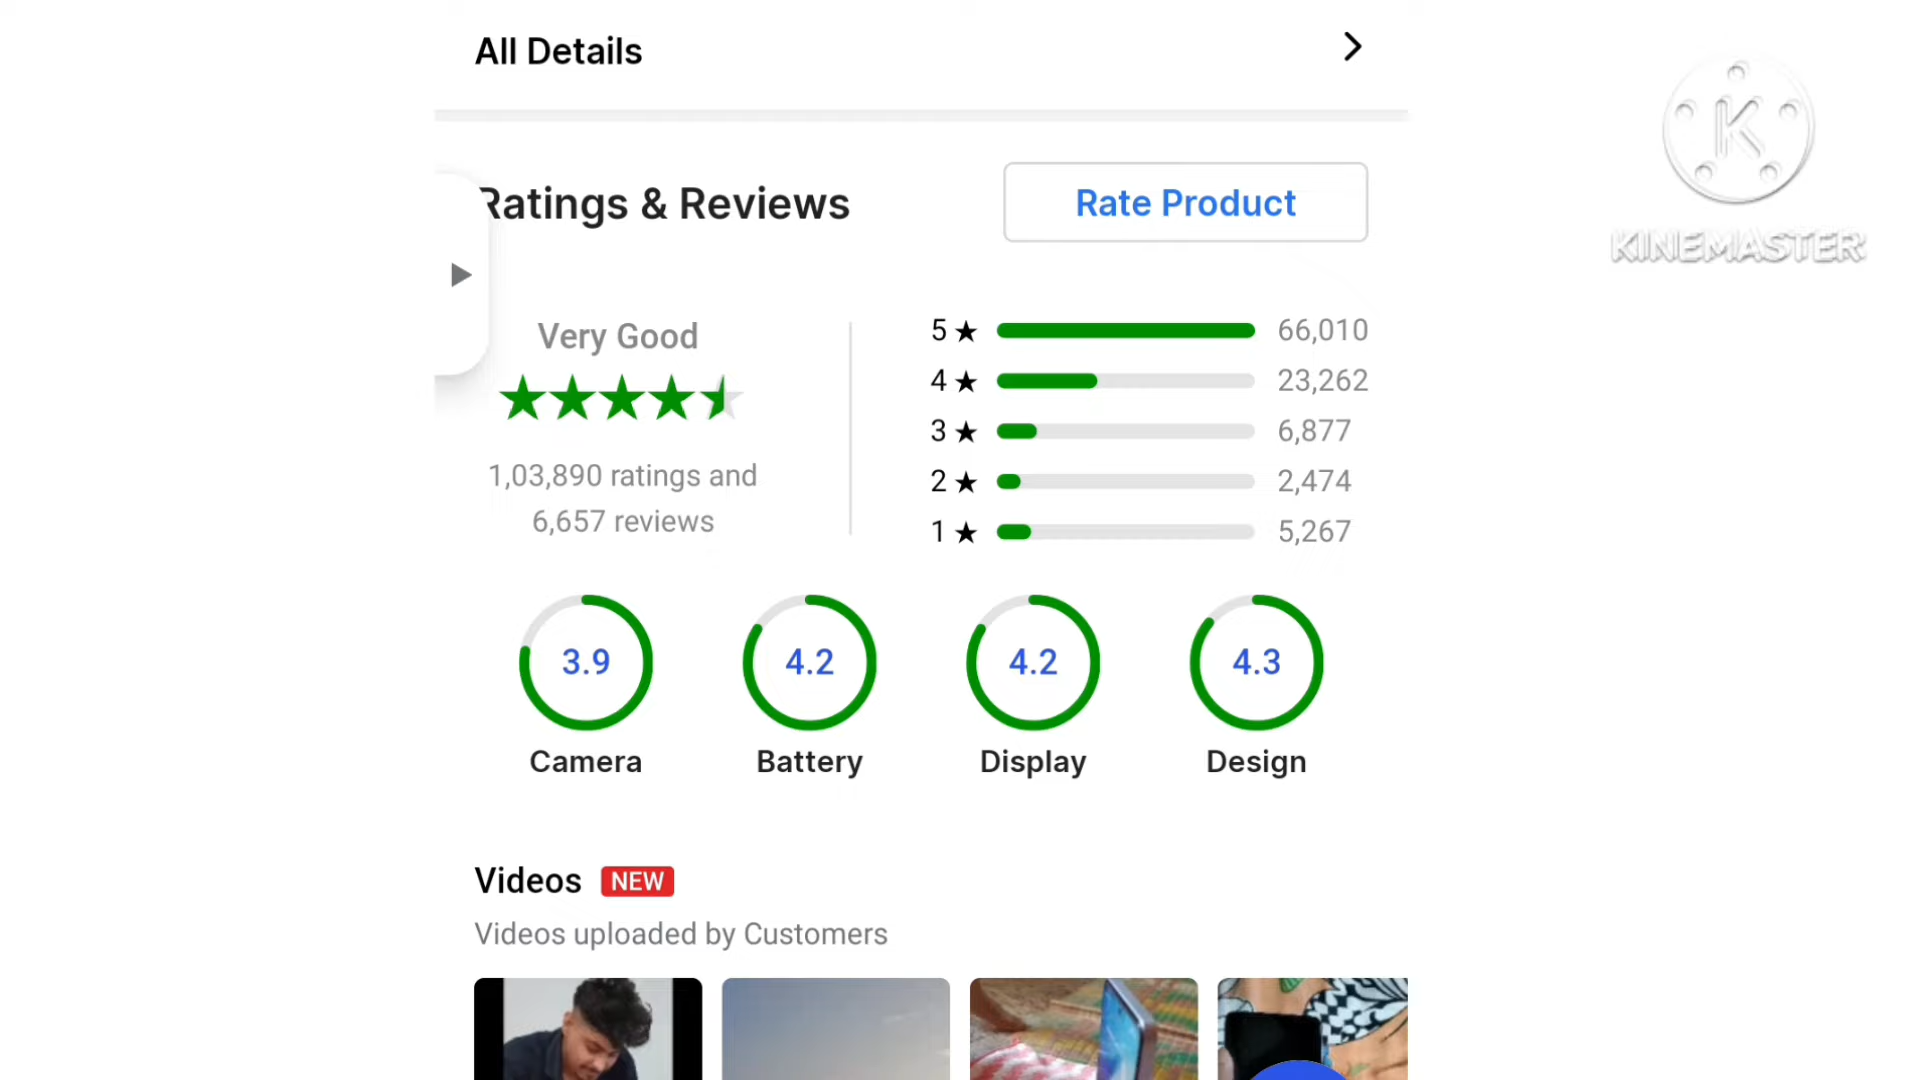 All Details
Ratings & Reviews
Rate Product
Very Good
1,03,890 ratings and
6,657 reviews
5 ★ 66,010
4 ★ 23,262
3 ★ 6,877
2 ★ 2,474
1 ★ 5,267
3.9 4.2 4.2 4.3
Camera Battery Display Design
Videos NEW
Videos uploaded by Customers
K
KINEMASTER